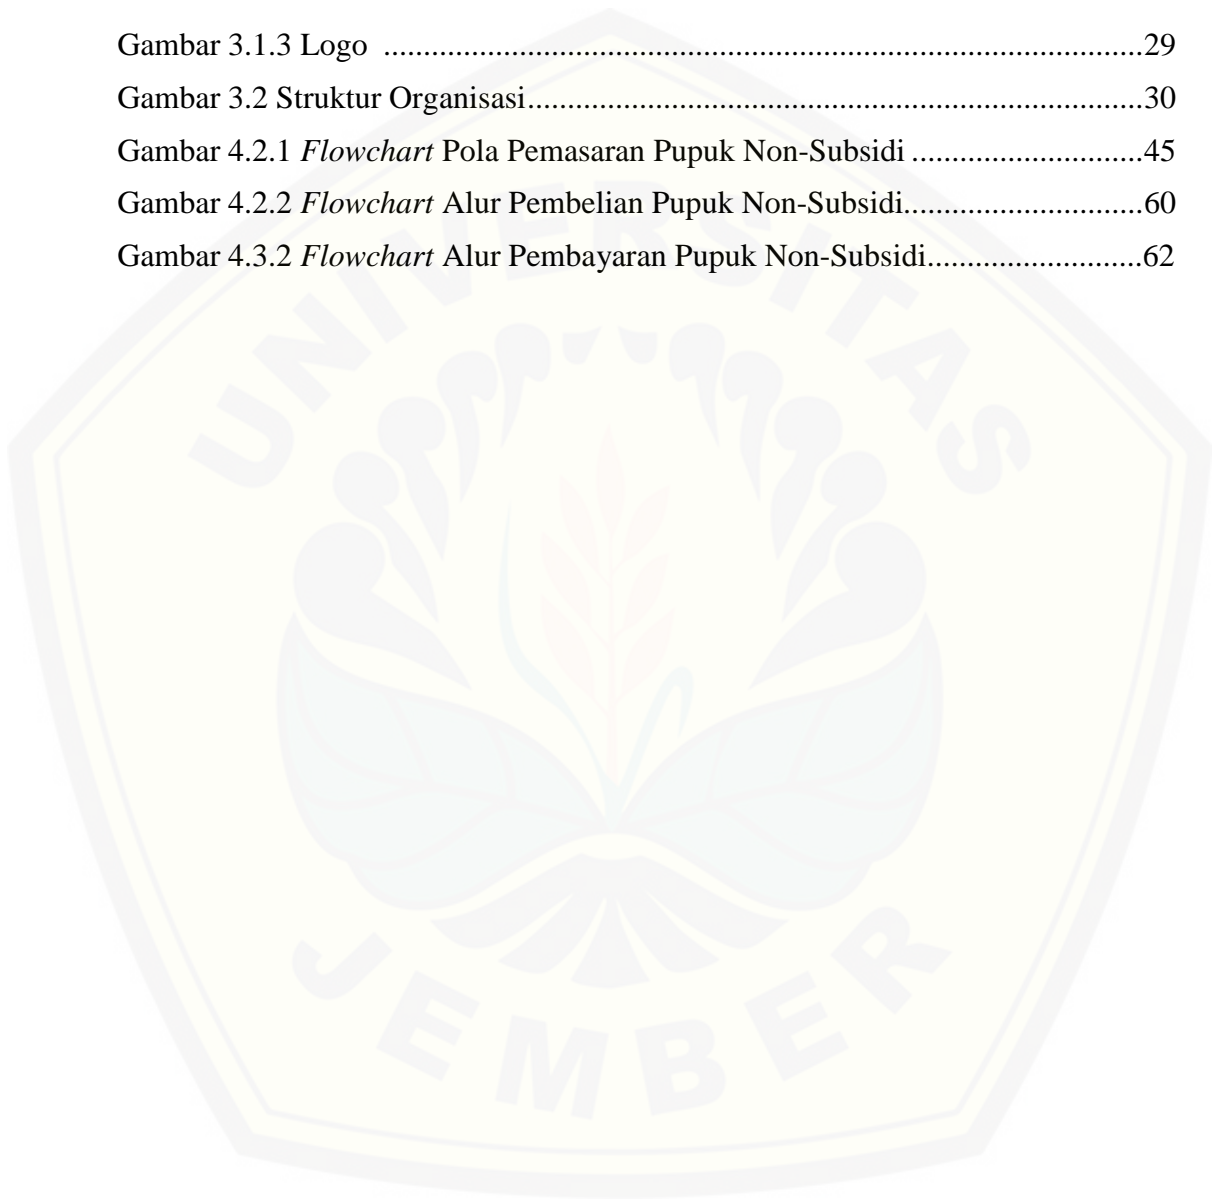 Gambar 3.1.3 Logo ...............................................................................................29
Gambar 3.2 Struktur Organisasi.............................................................................30
Gambar 4.2.1 Flowchart Pola Pemasaran Pupuk Non-Subsidi .............................45
Gambar 4.2.2 Flowchart Alur Pembelian Pupuk Non-Subsidi..............................60
Gambar 4.3.2 Flowchart Alur Pembayaran Pupuk Non-Subsidi...........................62
UNIVERSITAS
JEMBER